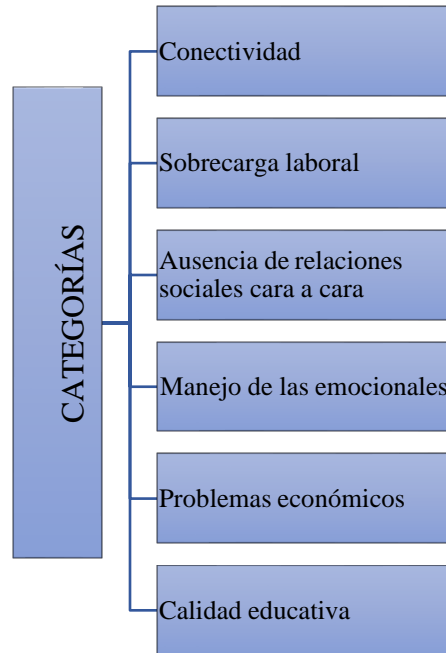 CATEGORÍAS
Conectividad
Sobrecarga laboral
Ausencia de relaciones
sociales cara a cara
Manejo de las emocionales
Problemas económicos
Calidad educativa